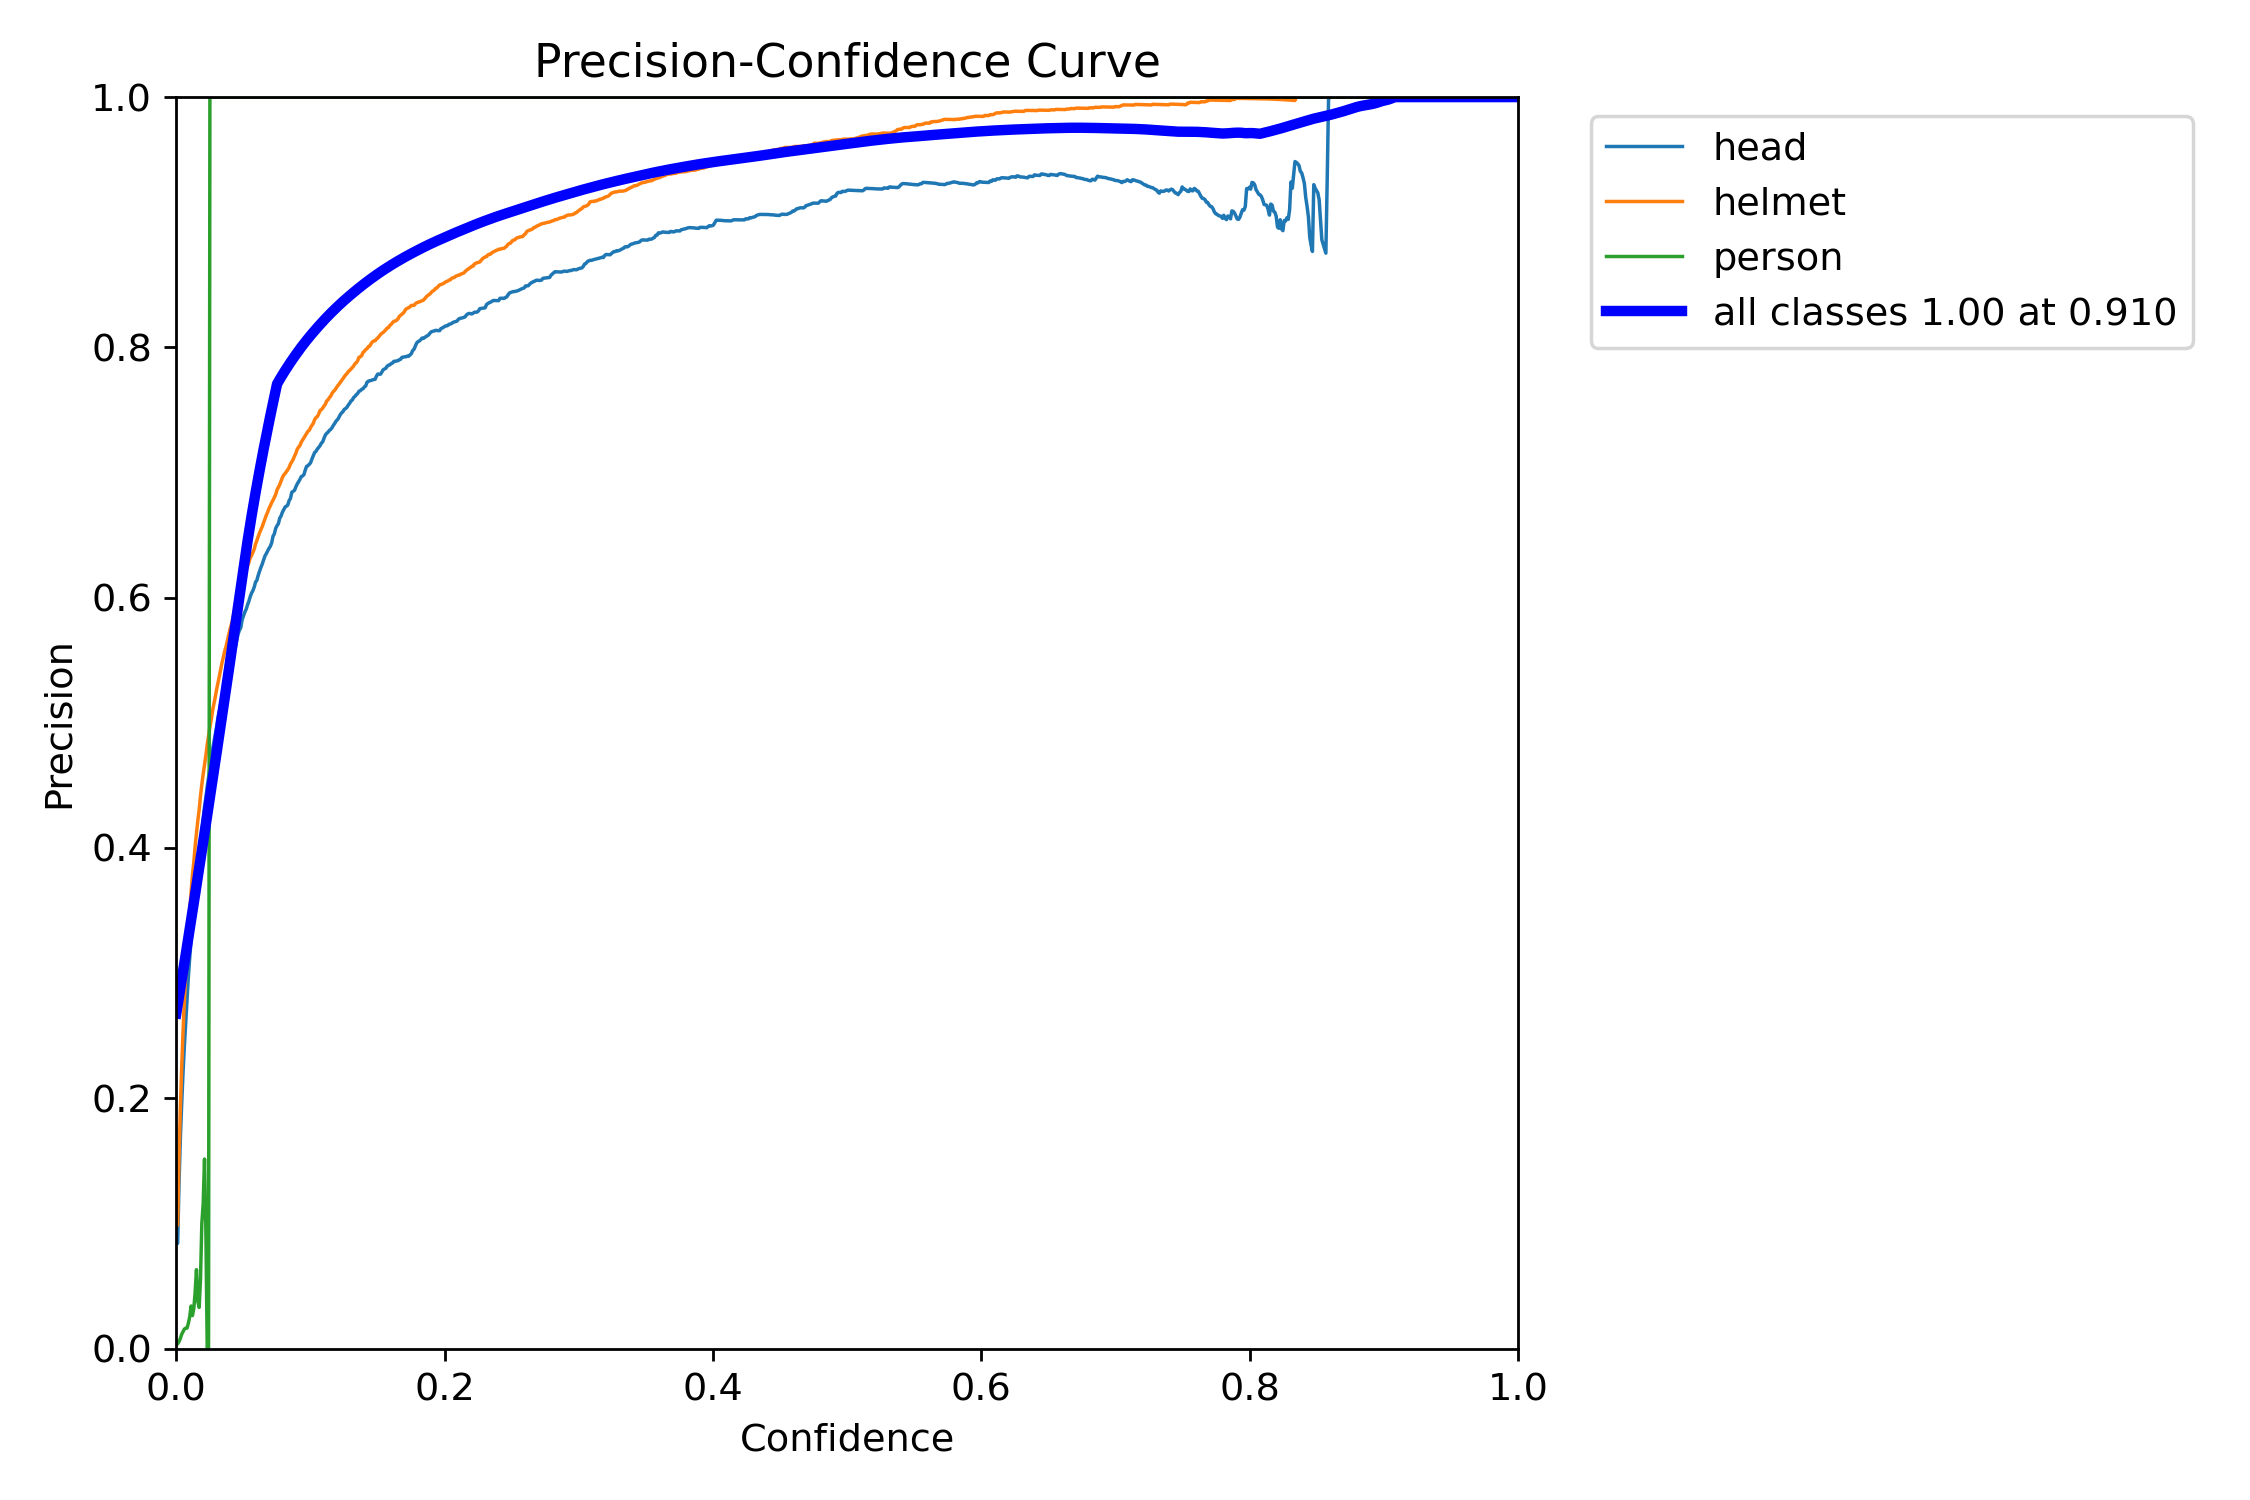 Precision-Confidence Curve
1.0
0.8
0.6
0.4
0.2
0.0
Precision
0.0 0.2 0.4 0.6 0.8 1.0
Confidence
head
helmet
person
all classes 1.00 at 0.910